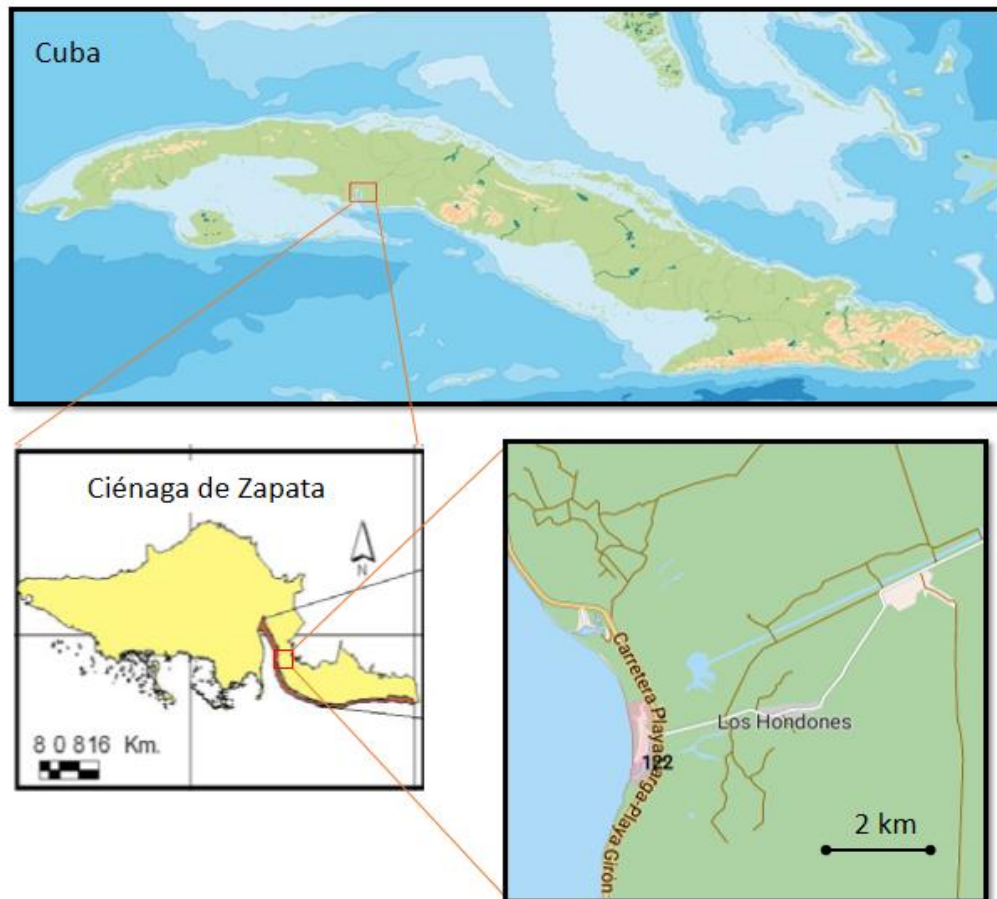 Cuba
Ciénaga de Zapata
N
8 0 8 16 Km.
Carretera Playa Larga-Playa Girón
Los Hondones
122
2 km